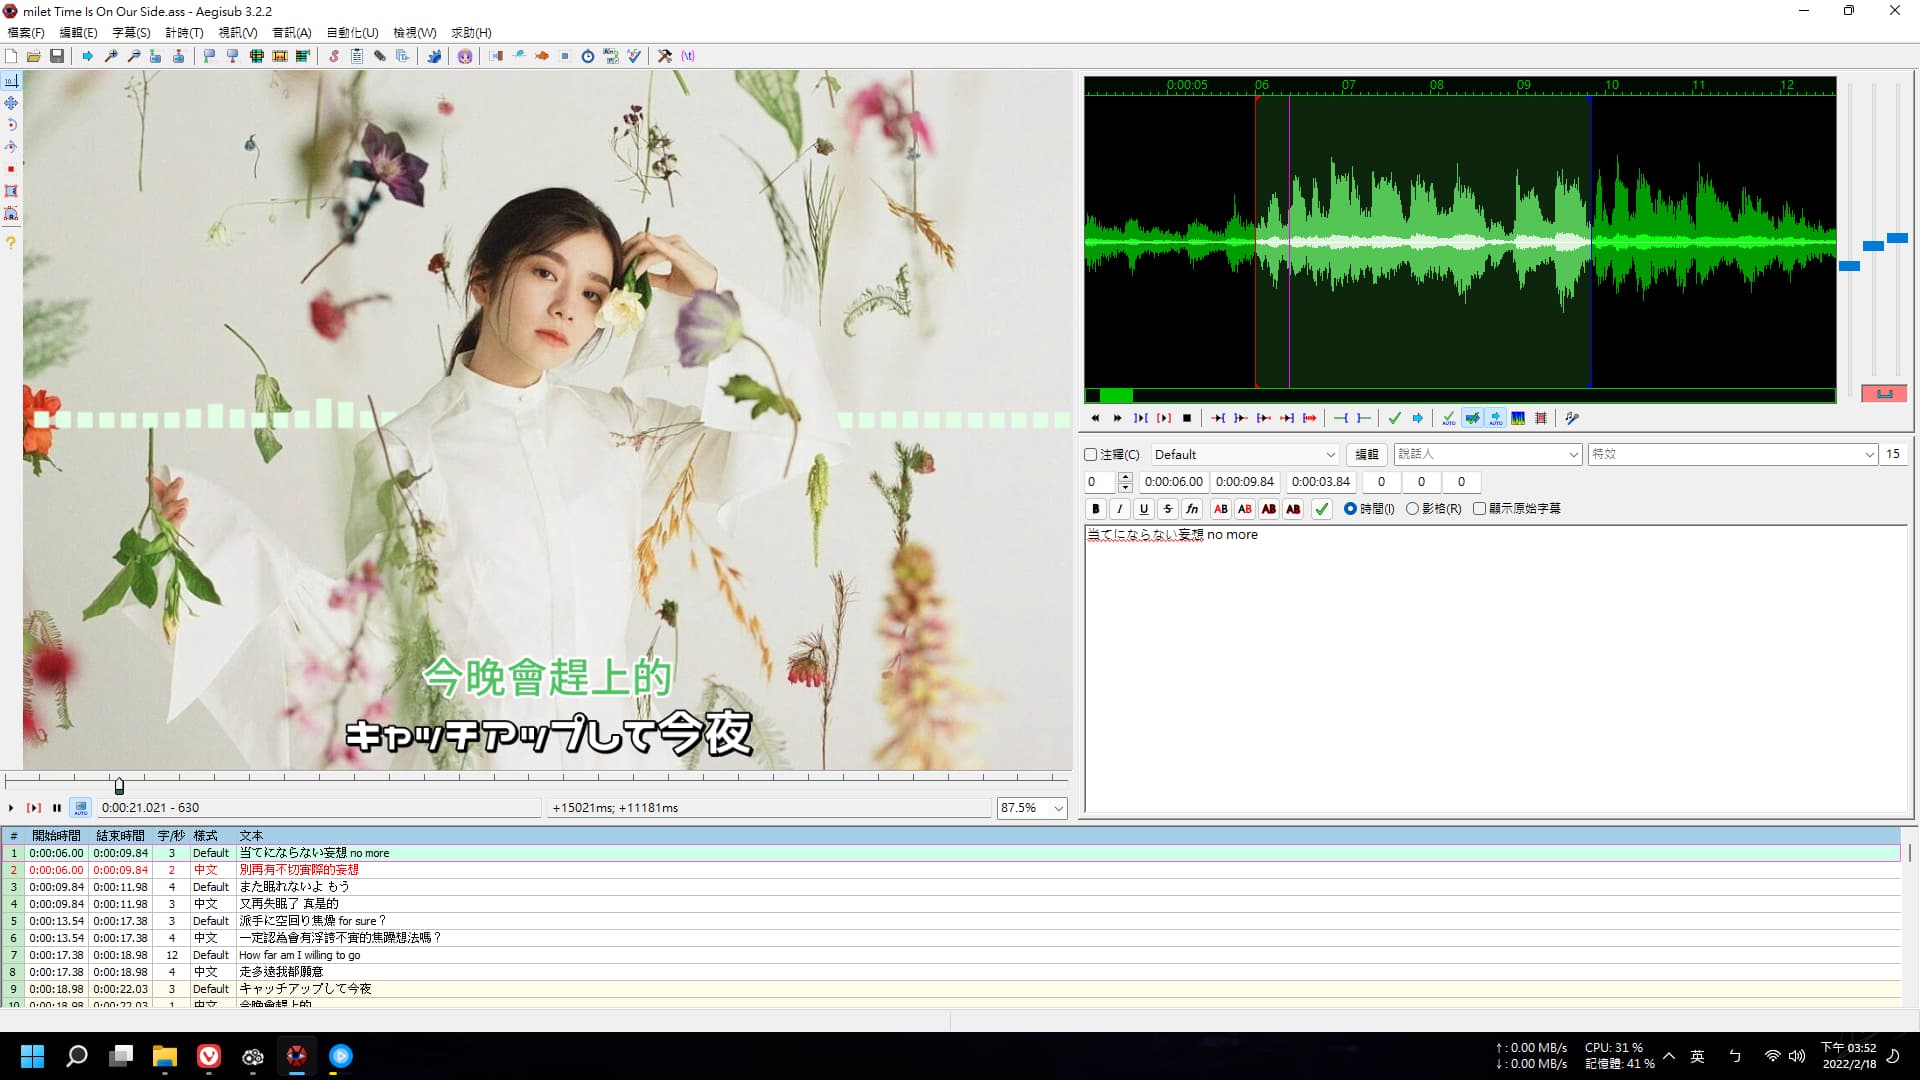 milet Time Is On Our Side.ass - Aegisub 3.2.2
檔案(F) 編輯(E) 字幕(S) 計時(T) 視訊(V) 音訊(A) 自動化(U) 檢視(W) 求助(H)
0:00:05 06 07 08 09 10 11 12
今晚會趕上的
キャッチアップして今夜
0:00:21.021 - 630
+15021ms; +11181ms
87.5%
注釋(C) Default 編輯 說話人 特效 15
0 0:00:06.00 0:00:09.84 0:00:03.84 0 0 0
B I U S fn AB AB AB AB 時間(I) 影格(R) 顯示原始字幕
当てにならない妄想 no more
# 開始時間 結束時間 字/秒 樣式 文本
1 0:00:06.00 0:00:09.84 3 Default 当てにならない妄想 no more
2 0:00:06.00 0:00:09.84 2 中文 別再有不切實際的妄想
3 0:00:09.84 0:00:11.98 4 Default また眠れないよ もう
4 0:00:09.84 0:00:11.98 3 中文 又再失眠了 真是的
5 0:00:13.54 0:00:17.38 3 Default 派手に空回り焦燥 for sure？
6 0:00:13.54 0:00:17.38 4 中文 一定認為會有浮誇不實的焦躁想法嗎？
7 0:00:17.38 0:00:18.98 12 Default How far am I willing to go
8 0:00:17.38 0:00:18.98 4 中文 走多遠我都願意
9 0:00:18.98 0:00:22.03 3 Default キャッチアップして今夜
10 0:00:18.98 0:00:22.03 1 中文 今晚會趕上的
↑: 0.00 MB/s CPU: 31 %
↓: 0.00 MB/s 記憶體: 41 %
英
ㄅ
下午 03:52
2022/2/18